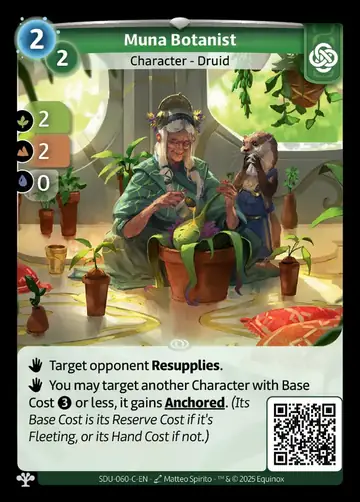 2
2
Muna Botanist
Character - Druid
2
2
0
Target opponent Resupplies.
You may target another Character with Base
Cost 3 or less, it gains Anchored. (Its
Base Cost is its Reserve Cost if it's
Fleeting, or its Hand Cost if not.)
SDU-060-C-EN - Matteo Spirito - ™ & © 2025 Equinox